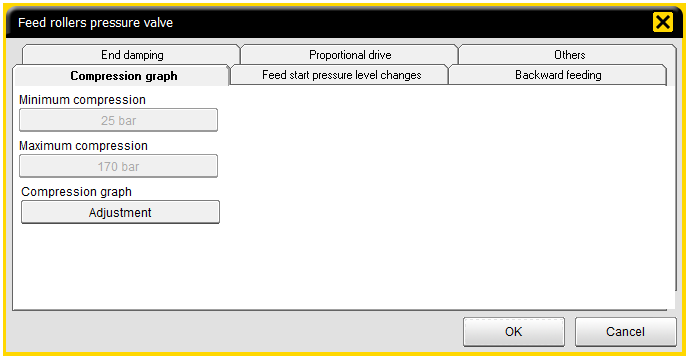 Feed rollers pressure valve
End damping Proportional drive Others
Compression graph Feed start pressure level changes Backward feeding
Minimum compression
25 bar
Maximum compression
170 bar
Compression graph
Adjustment
OK Cancel